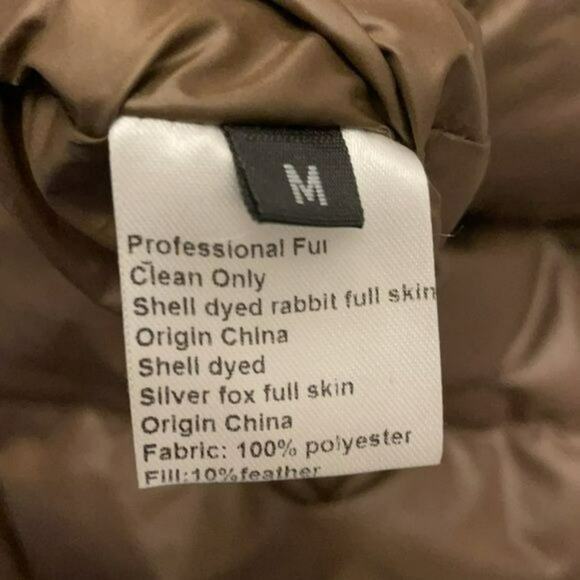 M
Professional Fur
Clean Only
Shell dyed rabbit full skin
Origin China
Shell dyed
Silver fox full skin
Origin China
Fabric: 100% polyester
Fill:10%feather